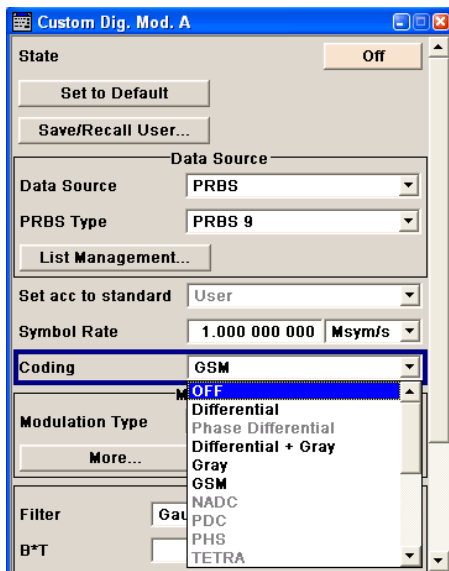 Custom Dig. Mod. A
State Off
Set to Default
Save/Recall User...
Data Source
Data Source PRBS
PRBS Type PRBS 9
List Management...
Set acc to standard User
Symbol Rate 1.000 000 000 Msym/s
Coding GSM
OFF
Differential
Modulation Type Phase Differential
Differential + Gray
More... Gray
GSM
NADC
Filter PDC
PHS
B*T TETRA